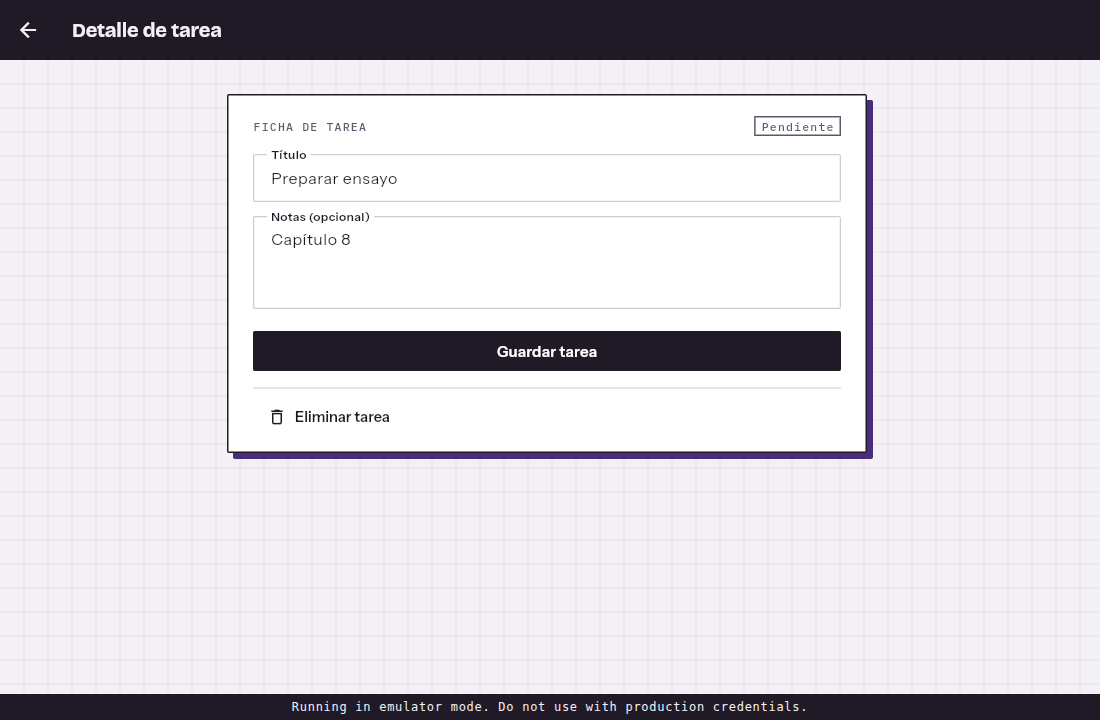 Detalle de tarea
FICHA DE TAREA
Pendiente
Título
Preparar ensayo
Notas (opcional)
Capítulo 8
Guardar tarea
Eliminar tarea
Running in emulator mode. Do not use with production credentials.